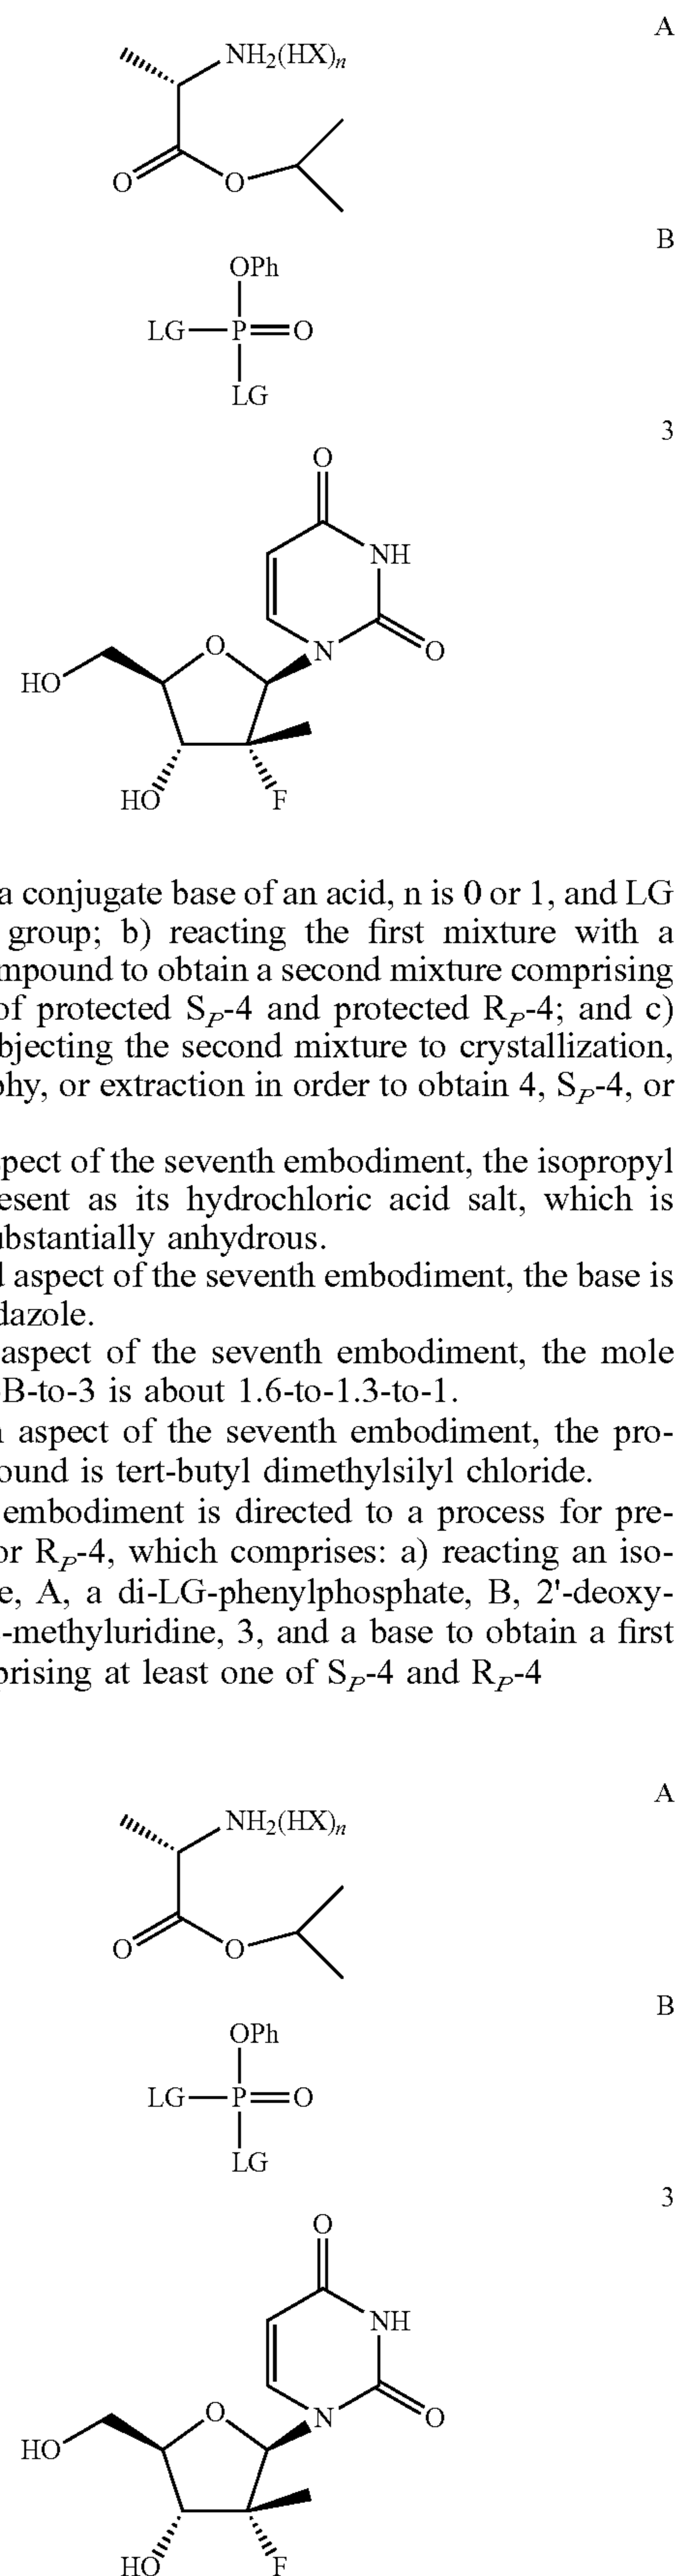 A
NH2(HX)n
O
O
B
OPh
LG P O
LG
3
O
NH
O
N
O
HO
HO
F
a conjugate base of an acid, n is 0 or 1, and LG
group; b) reacting the first mixture with a
mpound to obtain a second mixture comprising
of protected SP-4 and protected RP-4; and c)
bjecting the second mixture to crystallization,
phy, or extraction in order to obtain 4, SP-4, or
pect of the seventh embodiment, the isopropyl
esent as its hydrochloric acid salt, which is
ubstantially anhydrous.
d aspect of the seventh embodiment, the base is
dazole.
aspect of the seventh embodiment, the mole
B-to-3 is about 1.6-to-1.3-to-1.
n aspect of the seventh embodiment, the pro-
ound is tert-butyl dimethylsilyl chloride.
embodiment is directed to a process for pre-
or RP-4, which comprises: a) reacting an iso-
e, A, a di-LG-phenylphosphate, B, 2'-deoxy-
-methyluridine, 3, and a base to obtain a first
prising at least one of SP-4 and RP-4
A
NH2(HX)n
O
O
B
OPh
LG P O
LG
3
O
NH
O
N
O
HO
HO
F